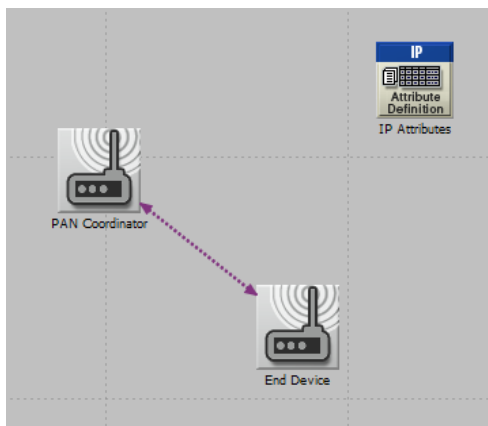 IP
Attribute
Definition
IP Attributes
PAN Coordinator
End Device